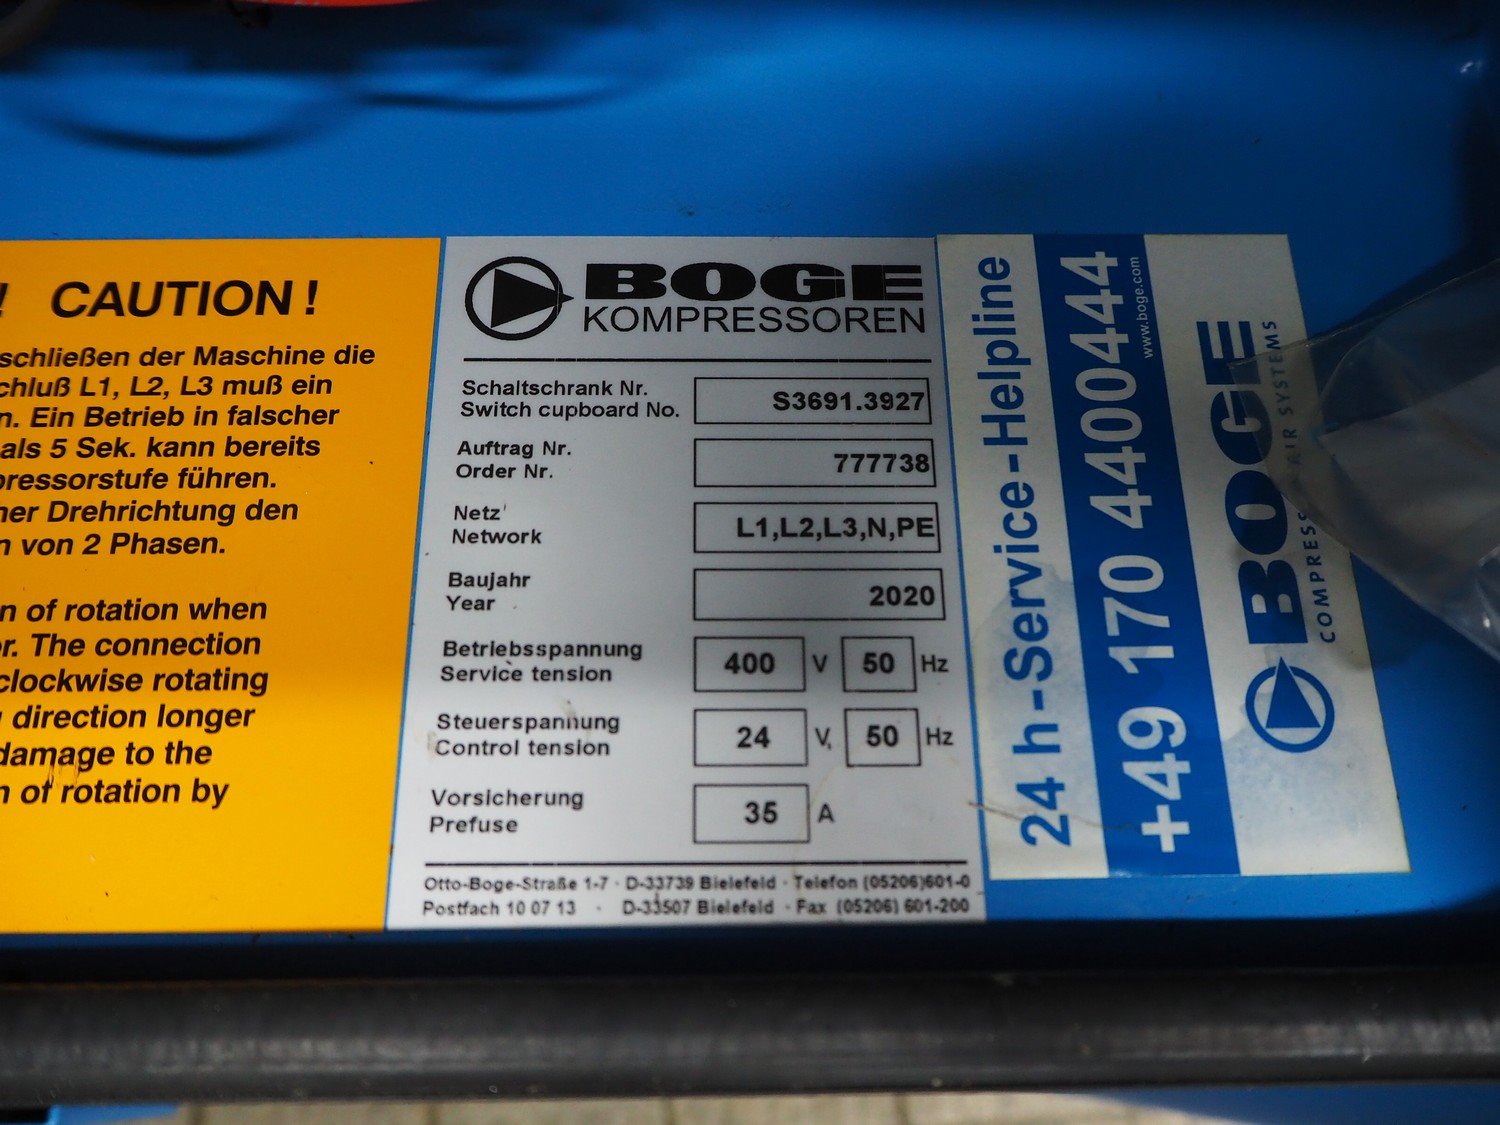 ! CAUTION !
schließen der Maschine die
chluß L1, L2, L3 muß ein
n. Ein Betrieb in falscher
als 5 Sek. kann bereits
pressorstufe führen.
ner Drehrichtung den
n von 2 Phasen.
n of rotation when
or. The connection
clockwise rotating
direction longer
damage to the
n of rotation by
BOGE
KOMPRESSOREN
Schaltschrank Nr.
Switch cupboard No. S3691.3927
Auftrag Nr.
Order Nr. 777738
Netz
Network L1,L2,L3,N,PE
Baujahr
Year 2020
Betriebsspannung
Service tension 400 V 50 Hz
Steuerspannung
Control tension 24 V, 50 Hz
Vorsicherung
Prefuse 35 A
Otto-Boge-Straße 1-7 · D-33739 Bielefeld · Telefon (05206)601-0
Postfach 10 07 13 · D-33507 Bielefeld · Fax (05206) 601-200
24 h-Service-Helpline
+49 170 4400444
www.boge.com
BOGE
COMPRESSED AIR SYSTEMS